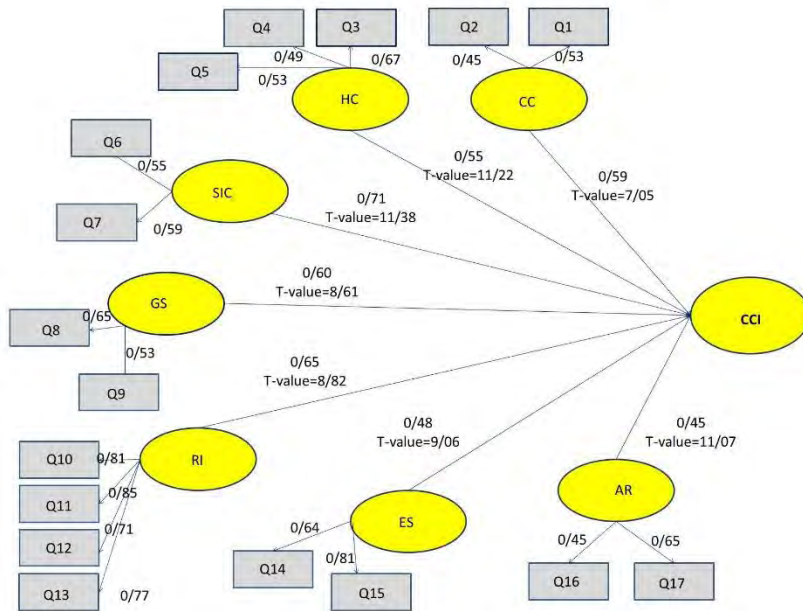 Q4
Q3
Q2
Q1
0/49
0/67
0/45
0/53
Q5
0/53
HC
CC
Q6
0/55
SIC
Q7
0/59
0/55
T-value=11/22
0/59
T-value=7/05
0/71
T-value=11/38
0/60
T-value=8/61
GS
Q8
0/65
0/53
Q9
CCI
0/65
T-value=8/82
0/48
T-value=9/06
0/45
T-value=11/07
Q10
0/81
RI
Q11
0/85
Q12
0/71
Q13
0/77
ES
0/64
0/81
Q14
Q15
AR
0/45
0/65
Q16
Q17